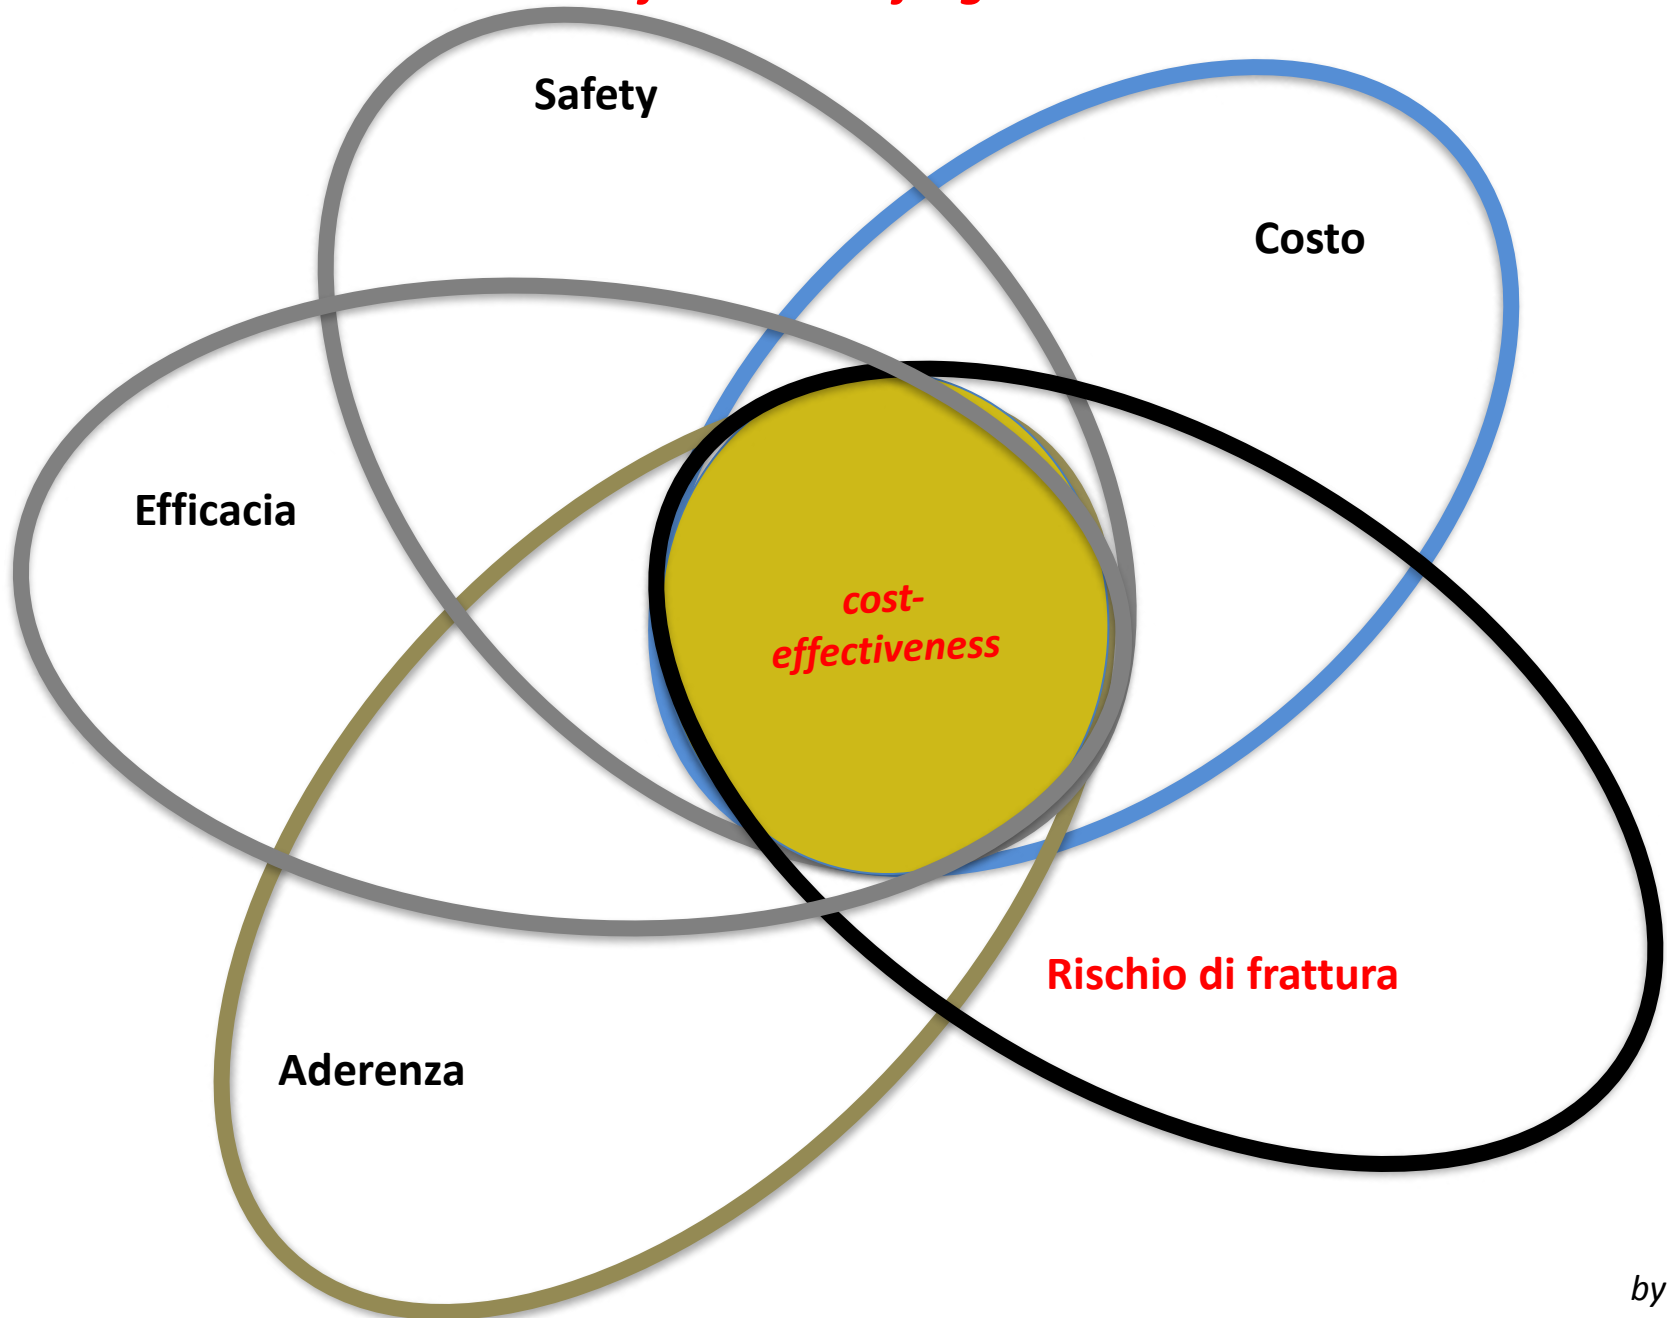 Safety
Costo
Efficacia
cost-
effectiveness
Rischio di frattura
Aderenza
by